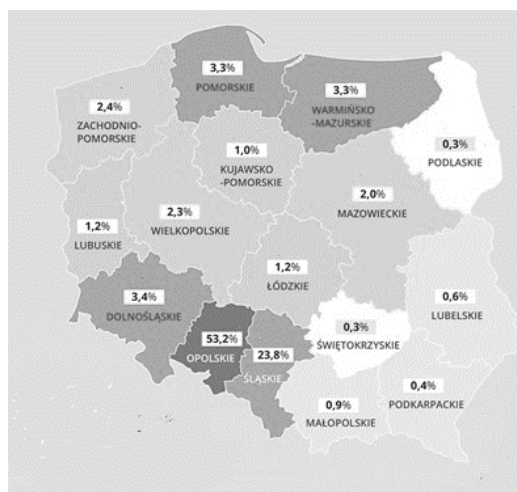 3,3%
POMORSKIE
3,3%
WARMIŃSKO
-MAZURSKIE
2,4%
ZACHODNIO-
POMORSKIE
0,3%
PODLASKIE
1,0%
KUJAWSKO
-POMORSKIE
2,0%
MAZOWIECKIE
2,3%
WIELKOPOLSKIE
1,2%
LUBUSKIE
1,2%
ŁÓDZKIE
0,6%
LUBELSKIE
3,4%
DOLNOŚLĄSKIE
53,2%
OPOLSKIE
23,8%
ŚLĄSKIE
0,3%
ŚWIĘTOKRZYSKIE
0,4%
PODKARPACKIE
0,9%
MAŁOPOLSKIE